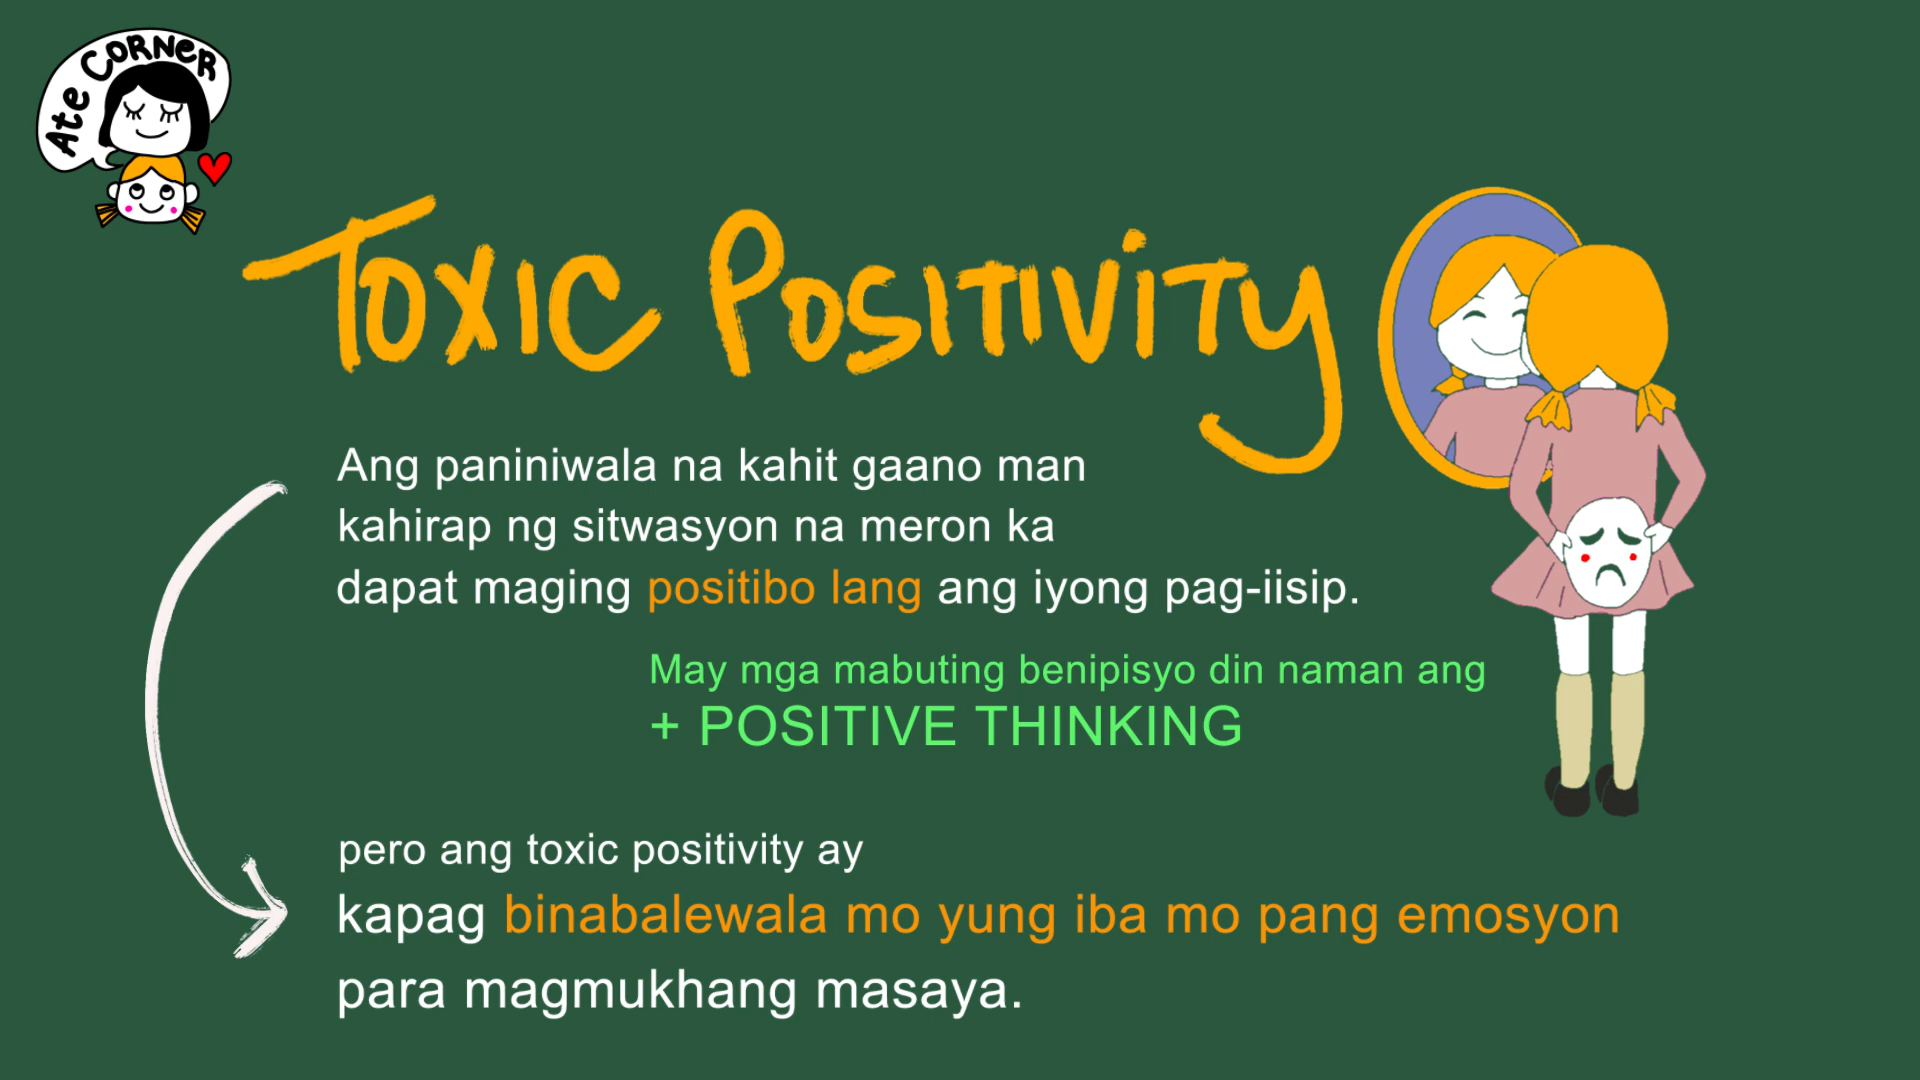 Ate CORNER
TOXIC POSITIVITY
Ang paniniwala na kahit gaano man
kahirap ng sitwasyon na meron ka
dapat maging positibo lang ang iyong pag-iisip.
May mga mabuting benipisyo din naman ang
+ POSITIVE THINKING
pero ang toxic positivity ay
kapag binabalewala mo yung iba mo pang emosyon
para magmukhang masaya.